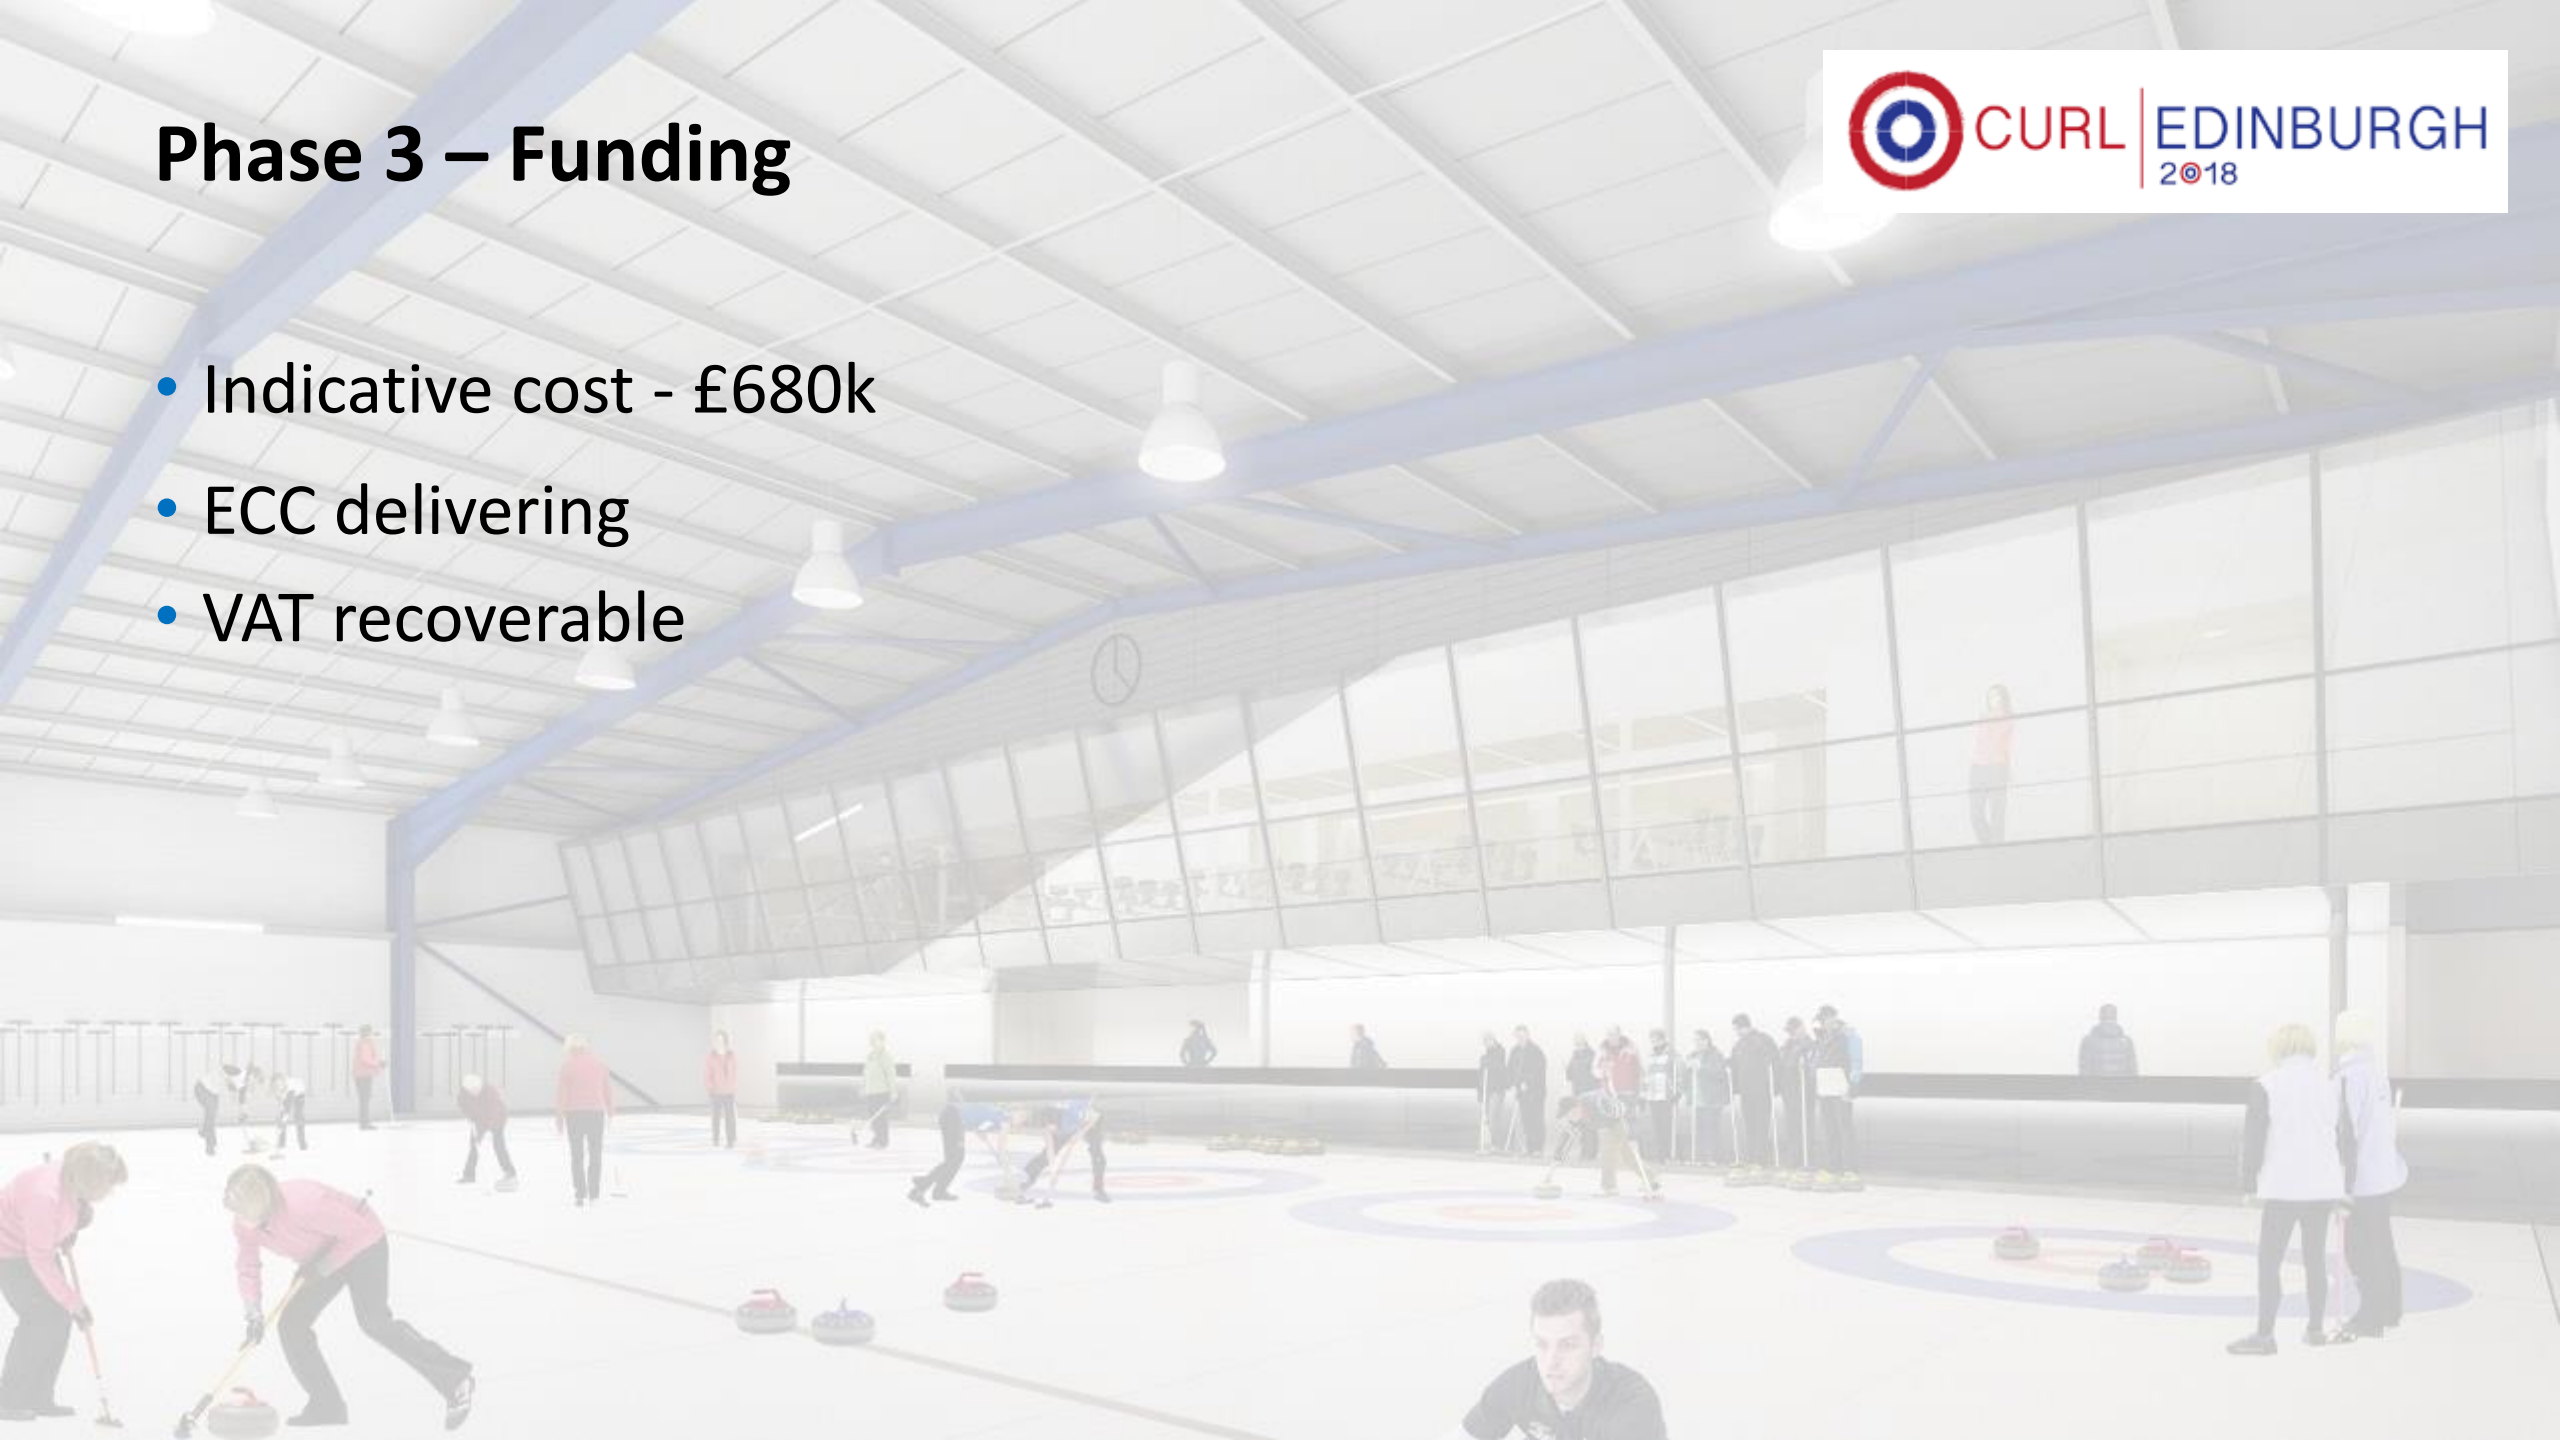 Phase 3 – Funding
CURL EDINBURGH
2018
• Indicative cost - £680k
• ECC delivering
• VAT recoverable